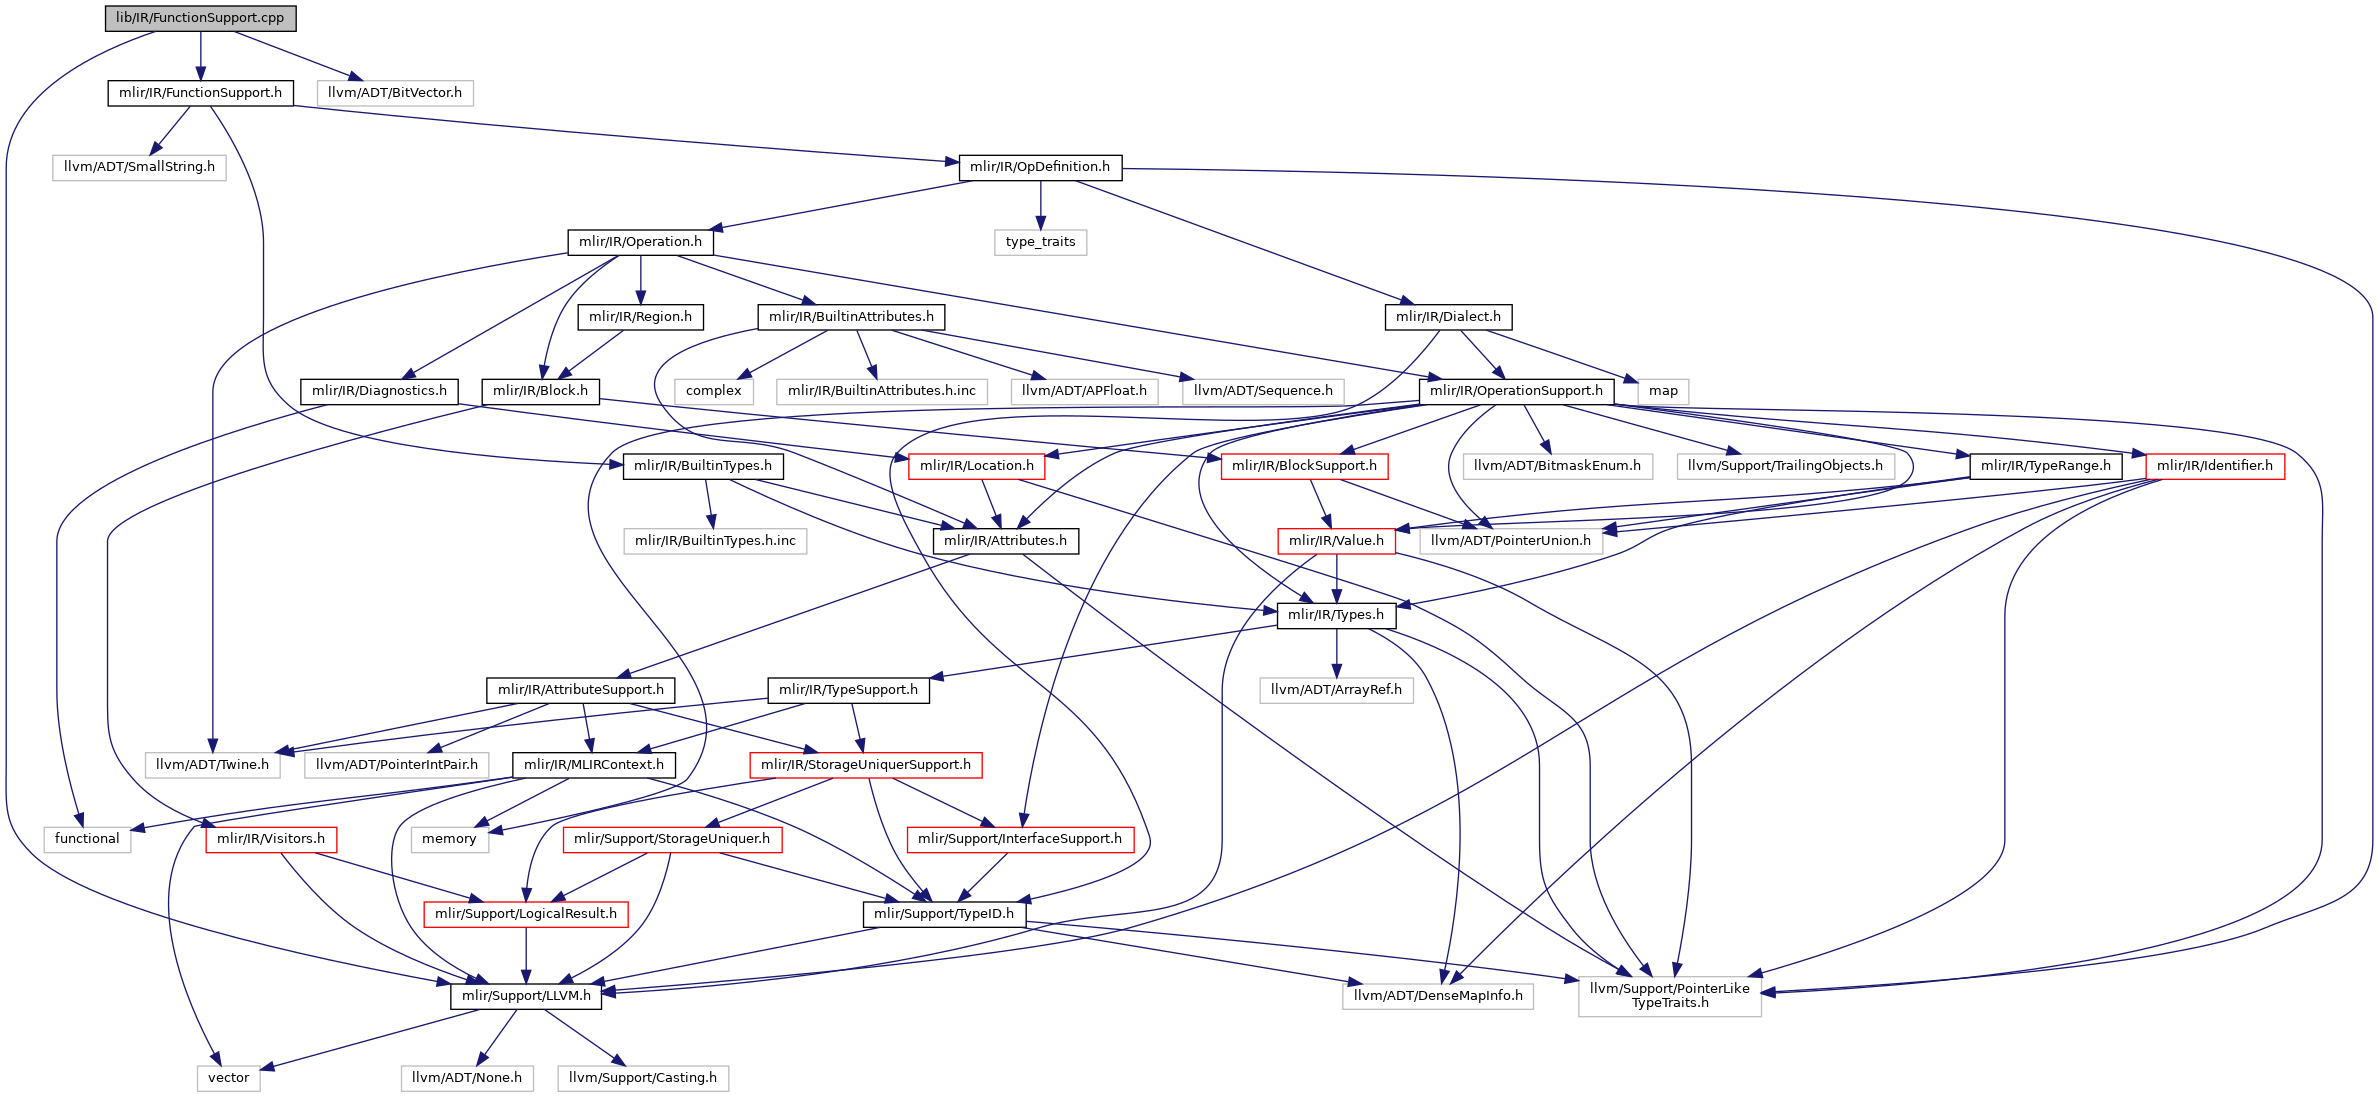 lib/IR/FunctionSupport.cpp
mlir/IR/FunctionSupport.h
llvm/ADT/BitVector.h
llvm/ADT/SmallString.h
mlir/IR/OpDefinition.h
mlir/IR/Operation.h
type_traits
mlir/IR/Region.h
mlir/IR/BuiltinAttributes.h
mlir/IR/Dialect.h
mlir/IR/Diagnostics.h
mlir/IR/Block.h
complex
mlir/IR/BuiltinAttributes.h.inc
llvm/ADT/APFloat.h
llvm/ADT/Sequence.h
mlir/IR/OperationSupport.h
map
mlir/IR/BuiltinTypes.h
mlir/IR/Location.h
mlir/IR/BlockSupport.h
llvm/ADT/BitmaskEnum.h
llvm/Support/TrailingObjects.h
mlir/IR/TypeRange.h
mlir/IR/Identifier.h
mlir/IR/BuiltinTypes.h.inc
mlir/IR/Attributes.h
mlir/IR/Value.h
llvm/ADT/PointerUnion.h
mlir/IR/Types.h
mlir/IR/AttributeSupport.h
mlir/IR/TypeSupport.h
llvm/ADT/ArrayRef.h
llvm/ADT/Twine.h
llvm/ADT/PointerIntPair.h
mlir/IR/MLIRContext.h
mlir/IR/StorageUniquerSupport.h
functional
mlir/IR/Visitors.h
memory
mlir/Support/StorageUniquer.h
mlir/Support/InterfaceSupport.h
mlir/Support/LogicalResult.h
mlir/Support/TypeID.h
mlir/Support/LLVM.h
llvm/ADT/DenseMapInfo.h
llvm/Support/PointerLike
TypeTraits.h
vector
llvm/ADT/None.h
llvm/Support/Casting.h